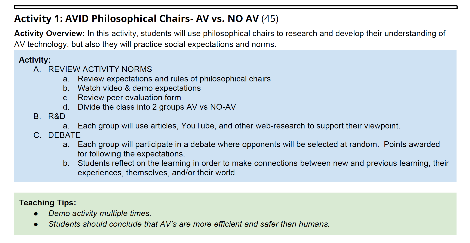 Activity 1: AVID Philosophical Chairs- AV vs. NO AV (45)
Activity Overview: In this activity, students will use philosophical chairs to research and develop their understanding of
AV technology, but also they will practice social expectations and norms.
Activity:
A. REVIEW ACTIVITY NORMS
a. Review expectations and rules of philosophical chairs
b. Watch video & demo expectations
c. Review peer evaluation form
d. Divide the class into 2 groups AV vs NO-AV
B. R&D
a. Each group will use articles, YouTube, and other web-research to support their viewpoint.
C. DEBATE
a. Each group will participate in a debate where opponents will be selected at random. Points awarded
for following the expectations.
b. Students reflect on the learning in order to make connections between new and previous learning, their
experiences, themselves, and/or their world
Teaching Tips:
● Demo activity multiple times.
● Students should conclude that AV's are more efficient and safer than humans.